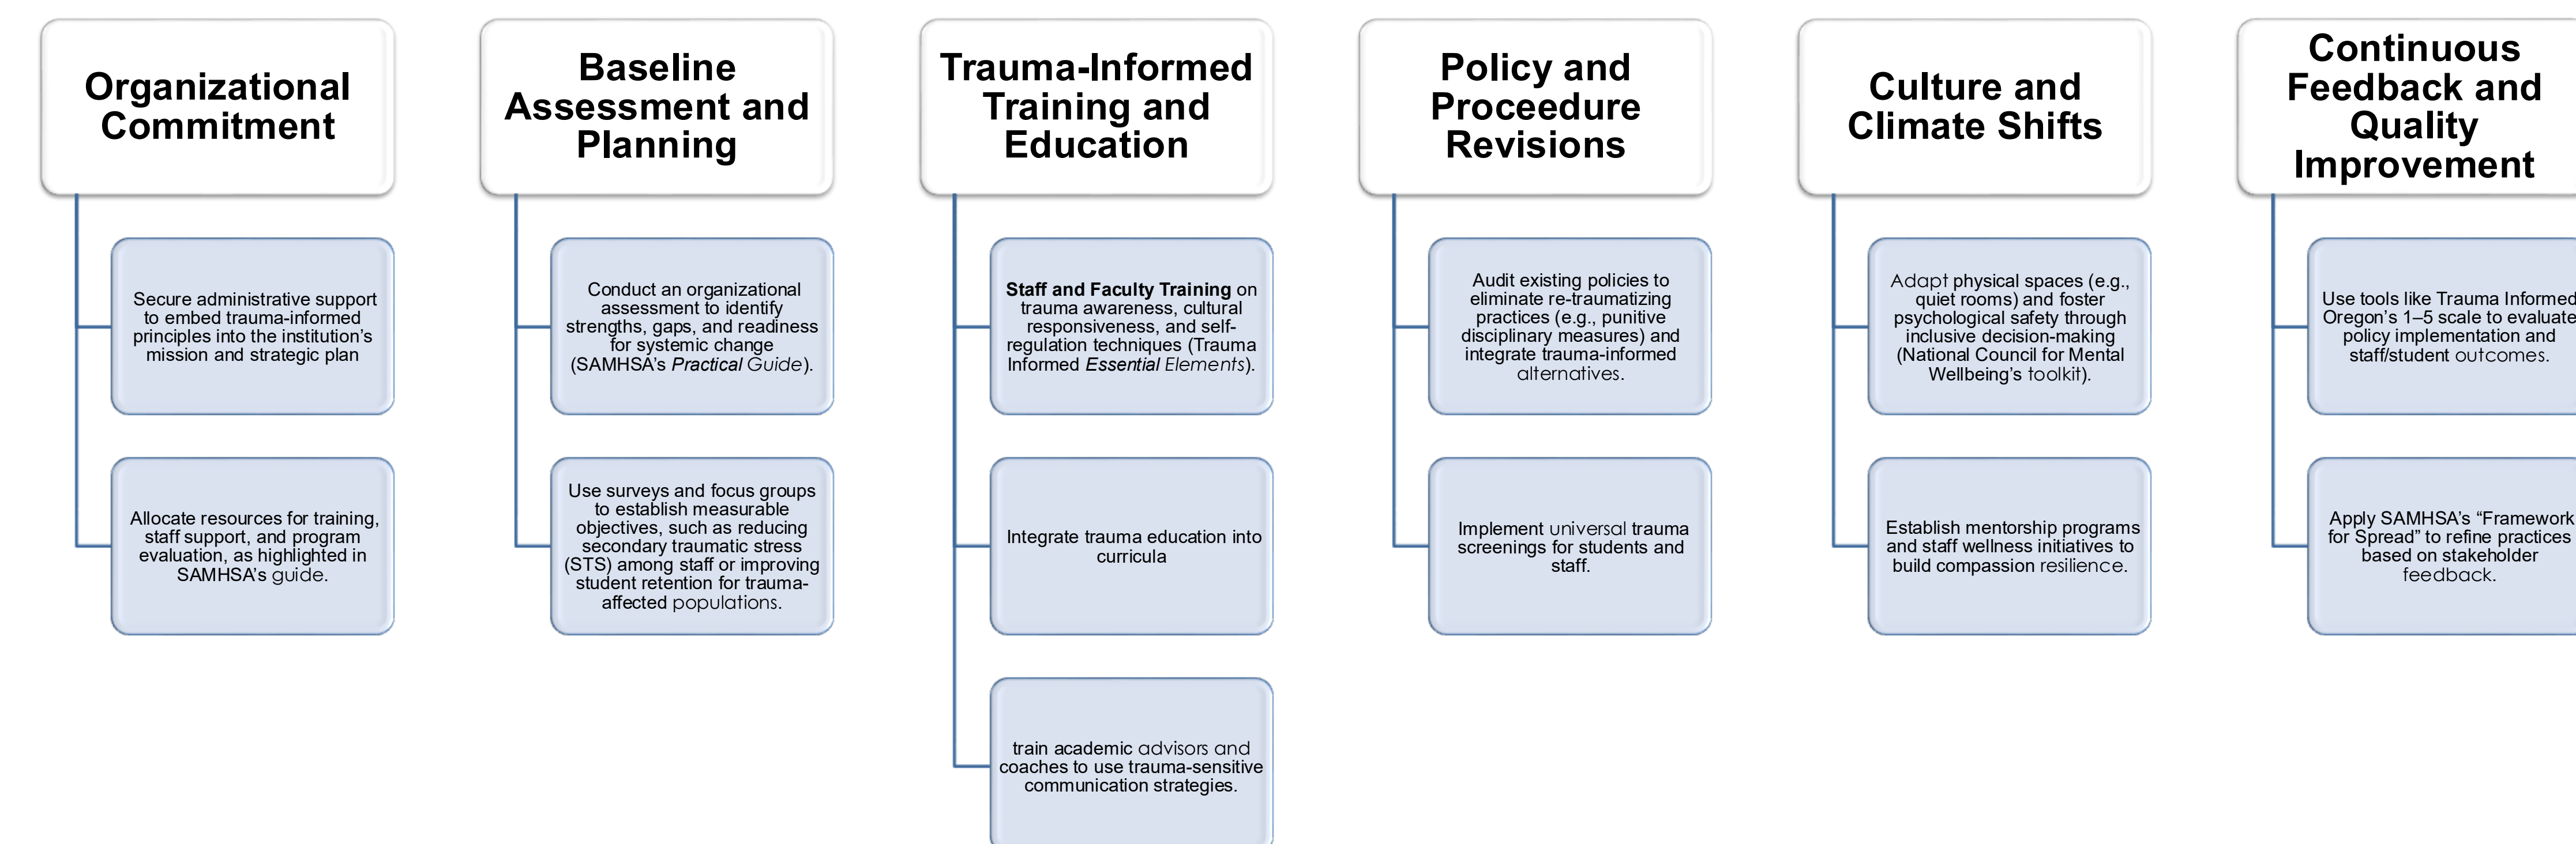 Organizational
Commitment
Secure administrative support
to embed trauma-informed
principles into the institution’s
mission and strategic plan
Allocate resources for training,
staff support, and program
evaluation, as highlighted in
SAMHSA’s guide.
Baseline
Assessment and
Planning
Conduct an organizational
assessment to identify
strengths, gaps, and readiness
for systemic change
(SAMHSA’s Practical Guide).
Use surveys and focus groups
to establish measurable
objectives, such as reducing
secondary traumatic stress
(STS) among staff or improving
student retention for trauma-
affected populations.
Trauma-Informed
Training and
Education
Staff and Faculty Training on
trauma awareness, cultural
responsiveness, and self-
regulation techniques (Trauma
Informed Essential Elements).
Integrate trauma education into
curricula
train academic advisors and
coaches to use trauma-sensitive
communication strategies.
Policy and
Proceedure
Revisions
Audit existing policies to
eliminate re-traumatizing
practices (e.g., punitive
disciplinary measures) and
integrate trauma-informed
alternatives.
Implement universal trauma
screenings for students and
staff.
Culture and
Climate Shifts
Adapt physical spaces (e.g.,
quiet rooms) and foster
psychological safety through
inclusive decision-making
(National Council for Mental
Wellbeing’s toolkit).
Establish mentorship programs
and staff wellness initiatives to
build compassion resilience.
Continuous
Feedback and
Quality
Improvement
Use tools like Trauma Informed
Oregon’s 1–5 scale to evaluate
policy implementation and
staff/student outcomes.
Apply SAMHSA’s “Framework
for Spread” to refine practices
based on stakeholder
feedback.